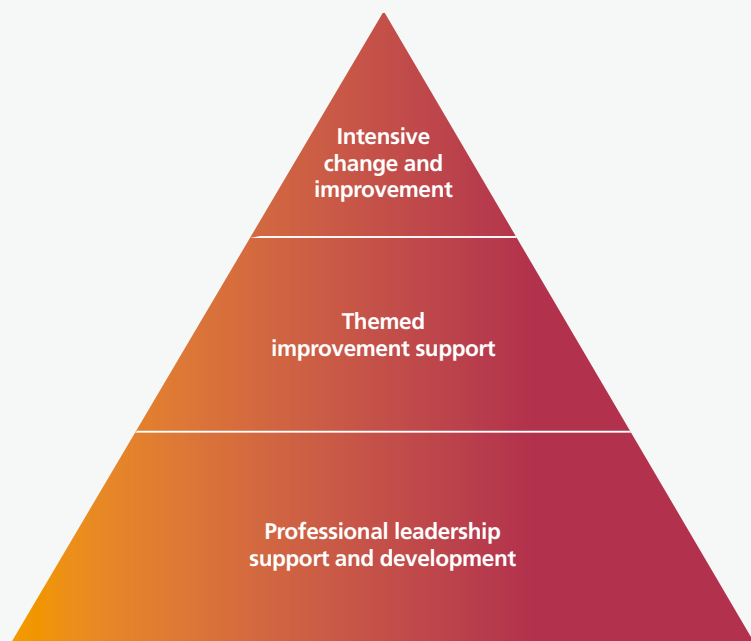 Intensive
change and
improvement
Themed
improvement support
Professional leadership
support and development